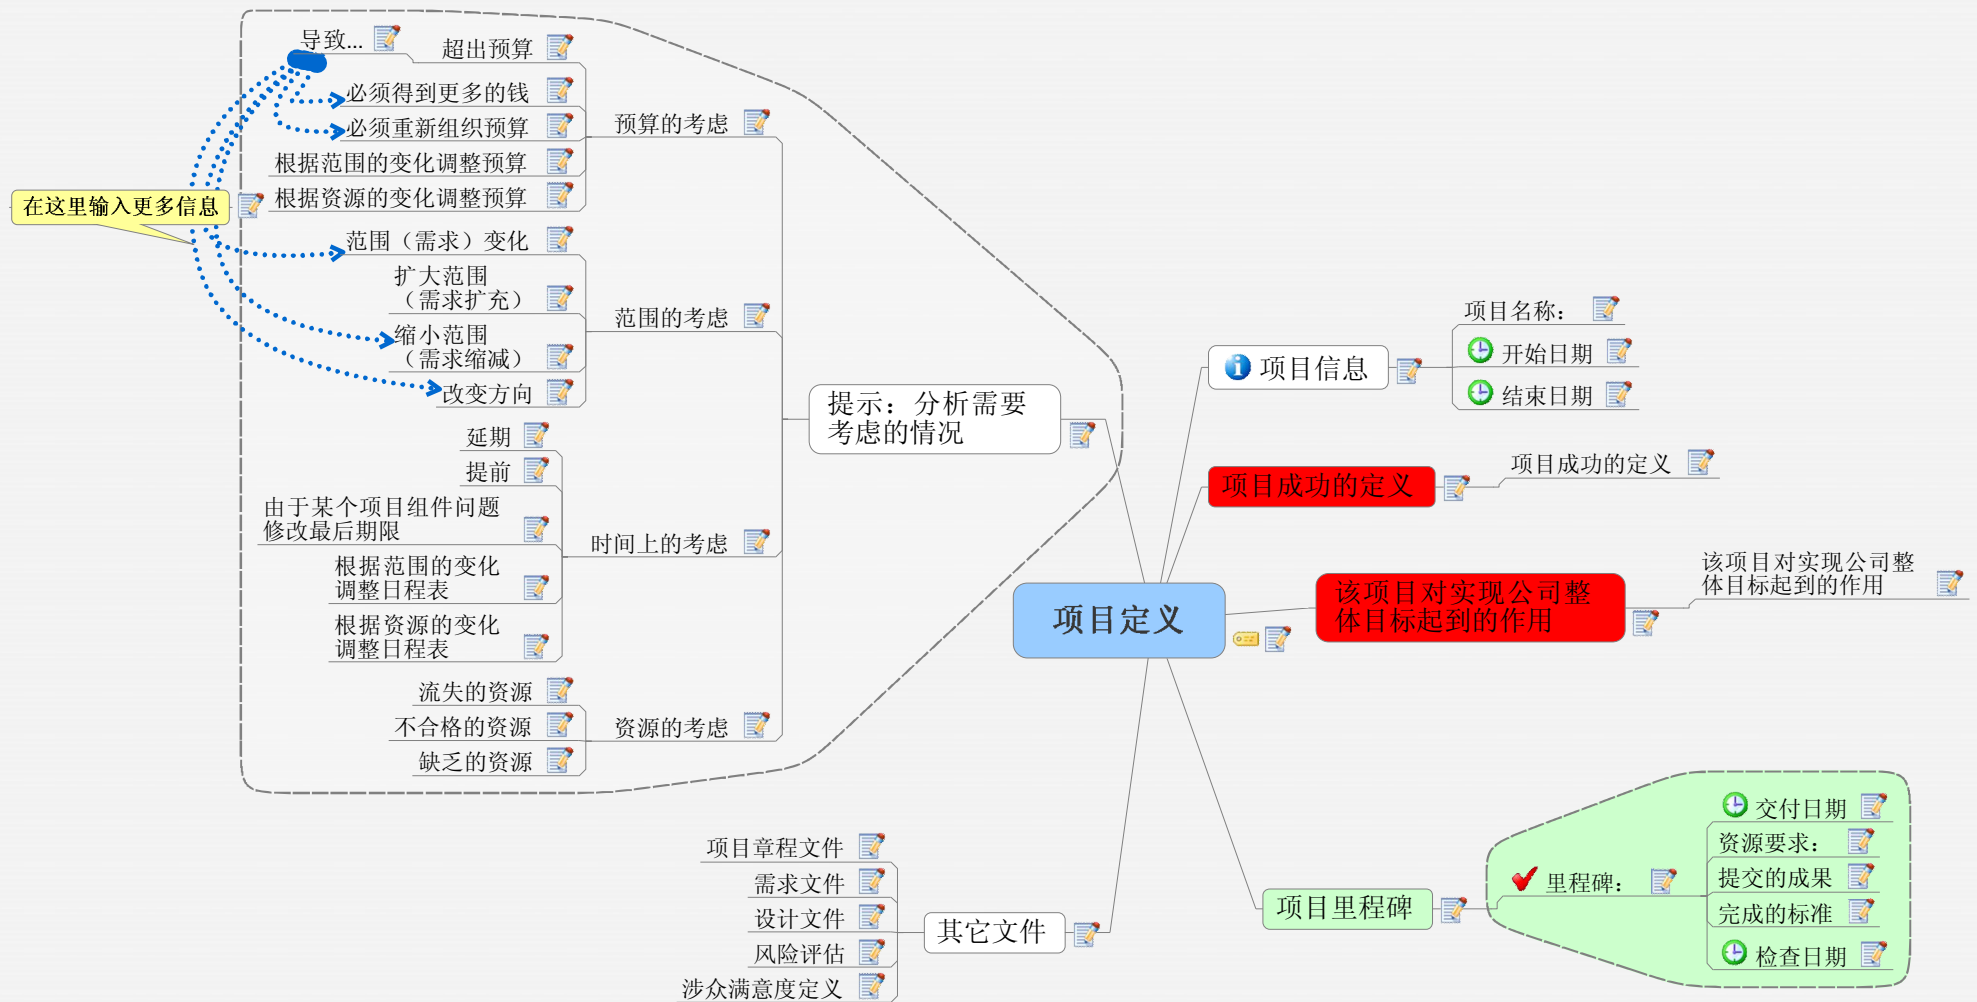 导致...
超出预算
必须得到更多的钱
必须重新组织预算
根据范围的变化调整预算
根据资源的变化调整预算
预算的考虑
在这里输入更多信息
范围（需求）变化
扩大范围
（需求扩充）
缩小范围
（需求缩减）
改变方向
范围的考虑
提示：分析需要
考虑的情况
延期
提前
由于某个项目组件问题
修改最后期限
根据范围的变化
调整日程表
根据资源的变化
调整日程表
时间上的考虑
流失的资源
不合格的资源
缺乏的资源
资源的考虑
项目定义
项目信息
项目名称：
开始日期
结束日期
项目成功的定义
项目成功的定义
该项目对实现公司整
体目标起到的作用
该项目对实现公司整
体目标起到的作用
项目里程碑
里程碑：
交付日期
资源要求：
提交的成果
完成的标准
检查日期
其它文件
项目章程文件
需求文件
设计文件
风险评估
涉众满意度定义